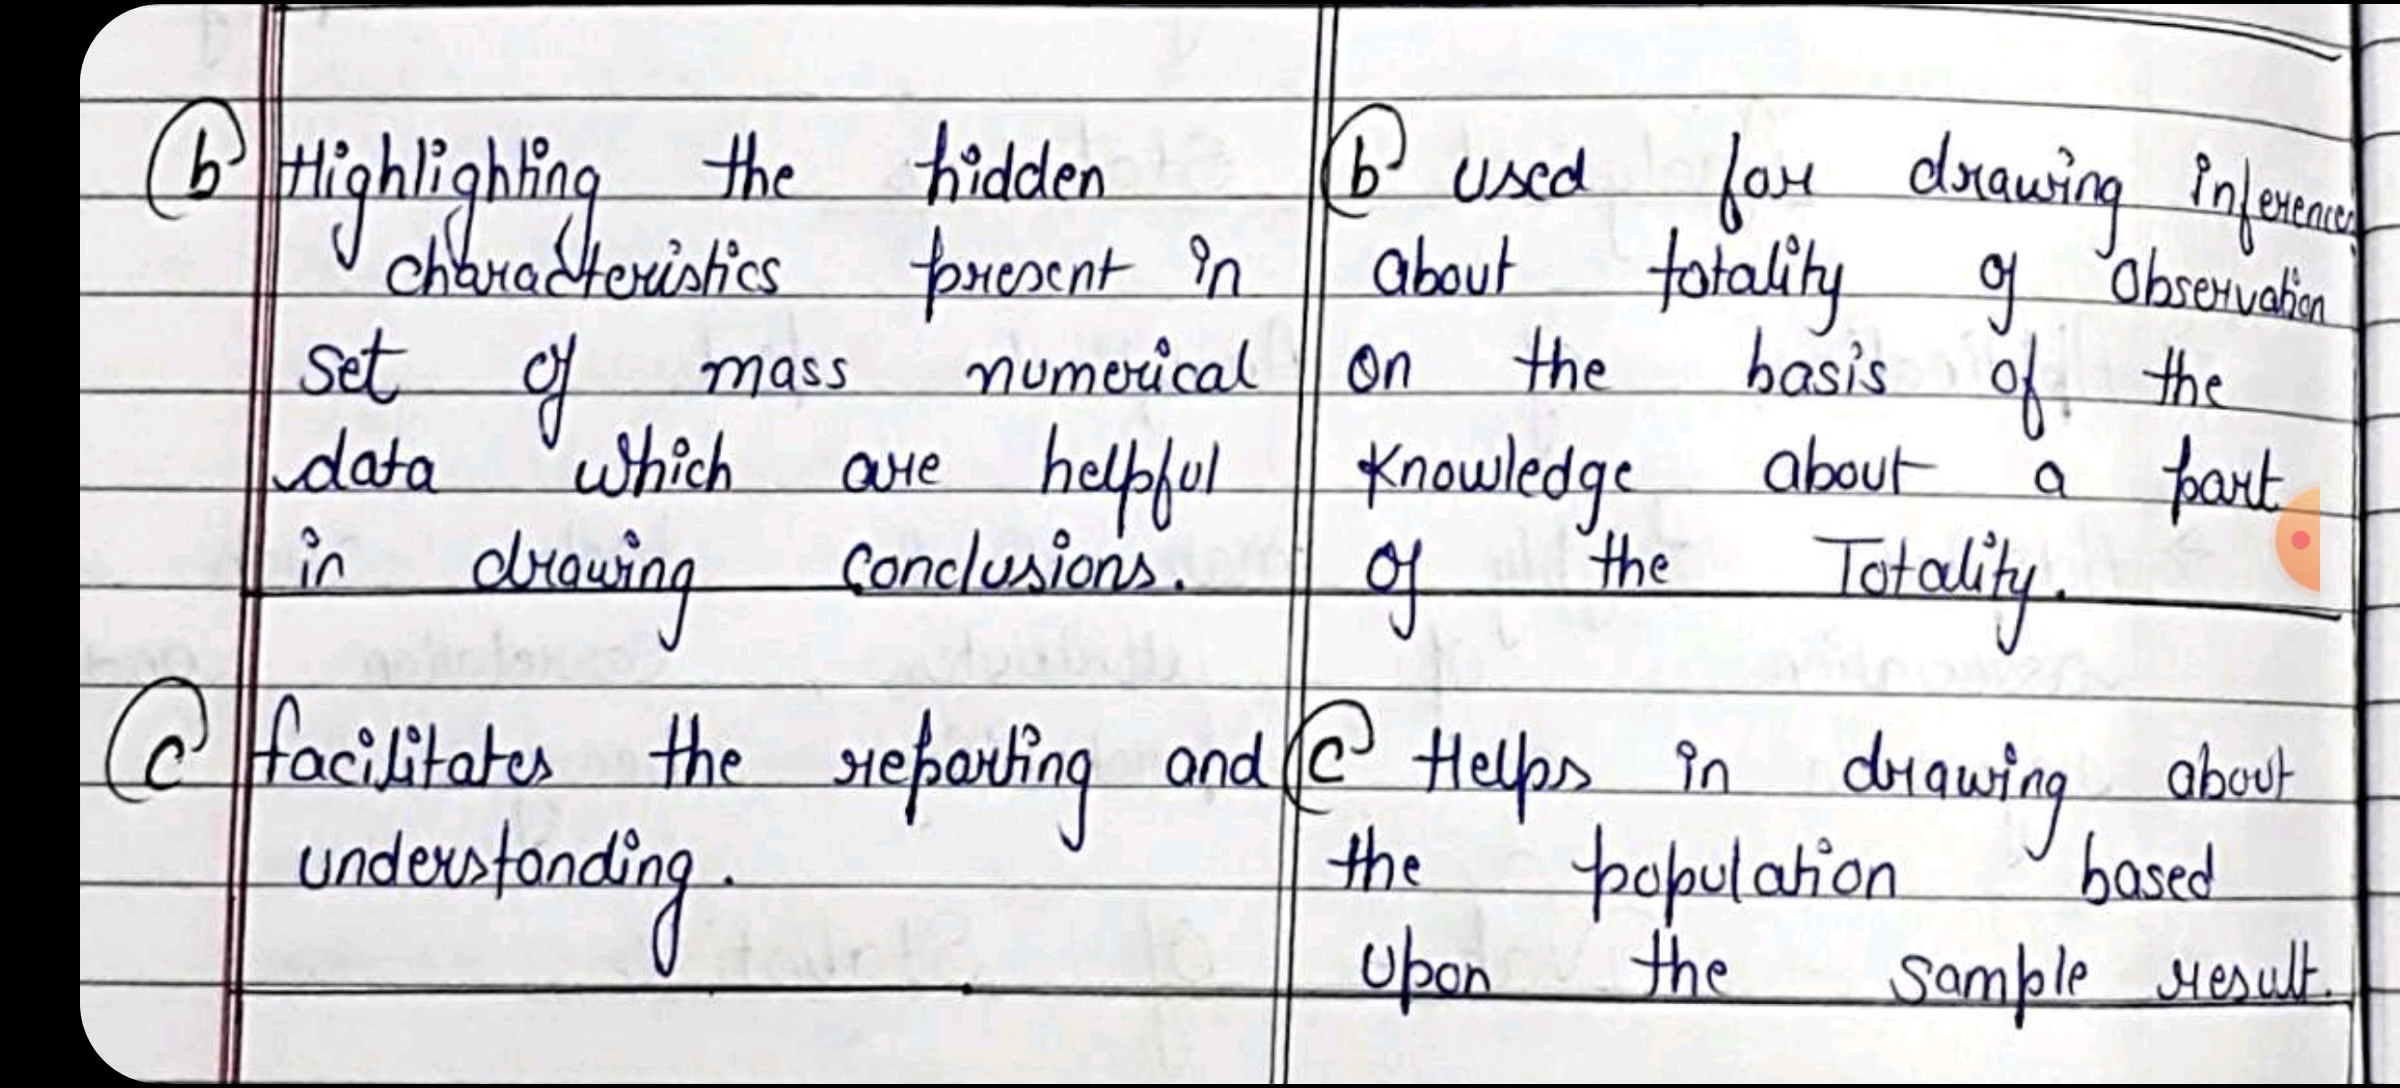 b Highlighting the hidden
characteristics present in
set of mass numerical
data which are helpful
in drawing conclusions.
c facilitates the reporting and
understanding.
b used for drawing inferences
about totality of Observation
on the basis of the
knowledge about a part
of the Totality.
c Helps in drawing about
the population based
upon the sample result.